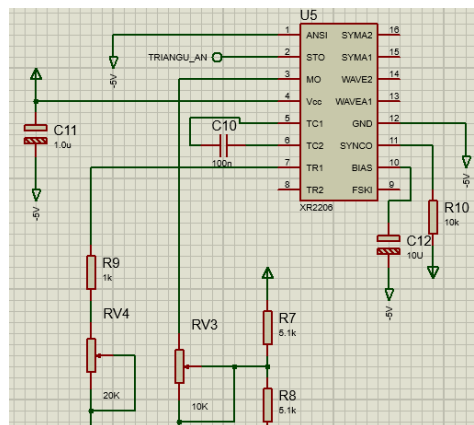 U5
1 ANSI SYMA2 16
TRIANGU_AN 2 STO SYMA1 15
3 MO WAVE2 14
4 Vcc WAVEA1 13
5 TC1 GND 12
6 TC2 SYNCO 11
7 TR1 BIAS 10
8 TR2 FSKI 9
XR2206
-5V
C11
1.0u
-5V
C10
100n
-5V
R10
10k
C12
10U
-5V
R9
1k
RV4
20K
RV3
10K
R7
5.1k
R8
5.1k